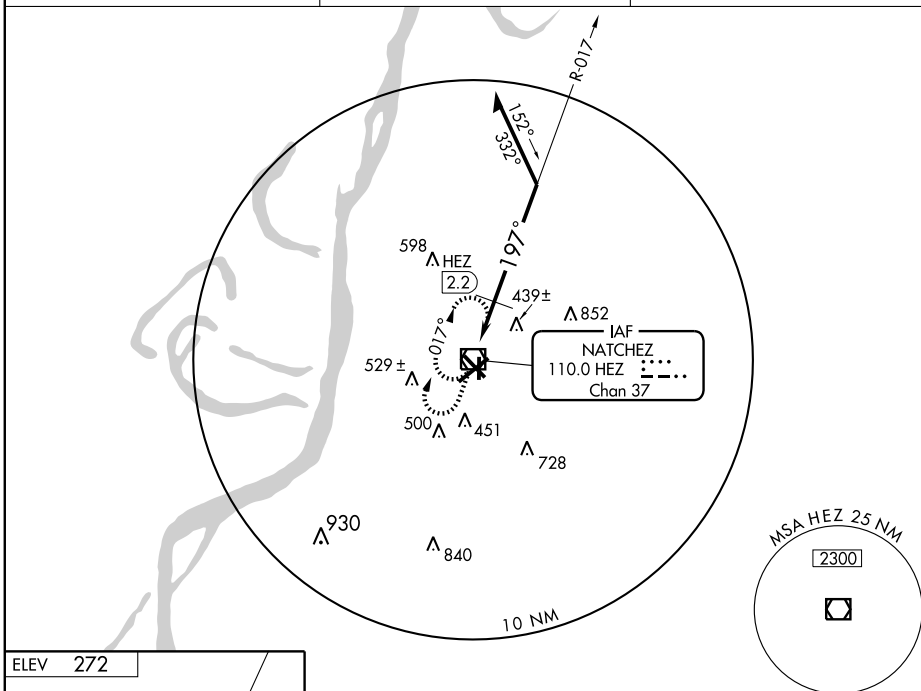 R-017
152°
332°
197°
598
HEZ
2.2
439±
852
IAF
NATCHEZ
110.0 HEZ
Chan 37
017°
529 ±
500
451
728
930
840
10 NM
MSA HEZ 25 NM
2300
ELEV 272